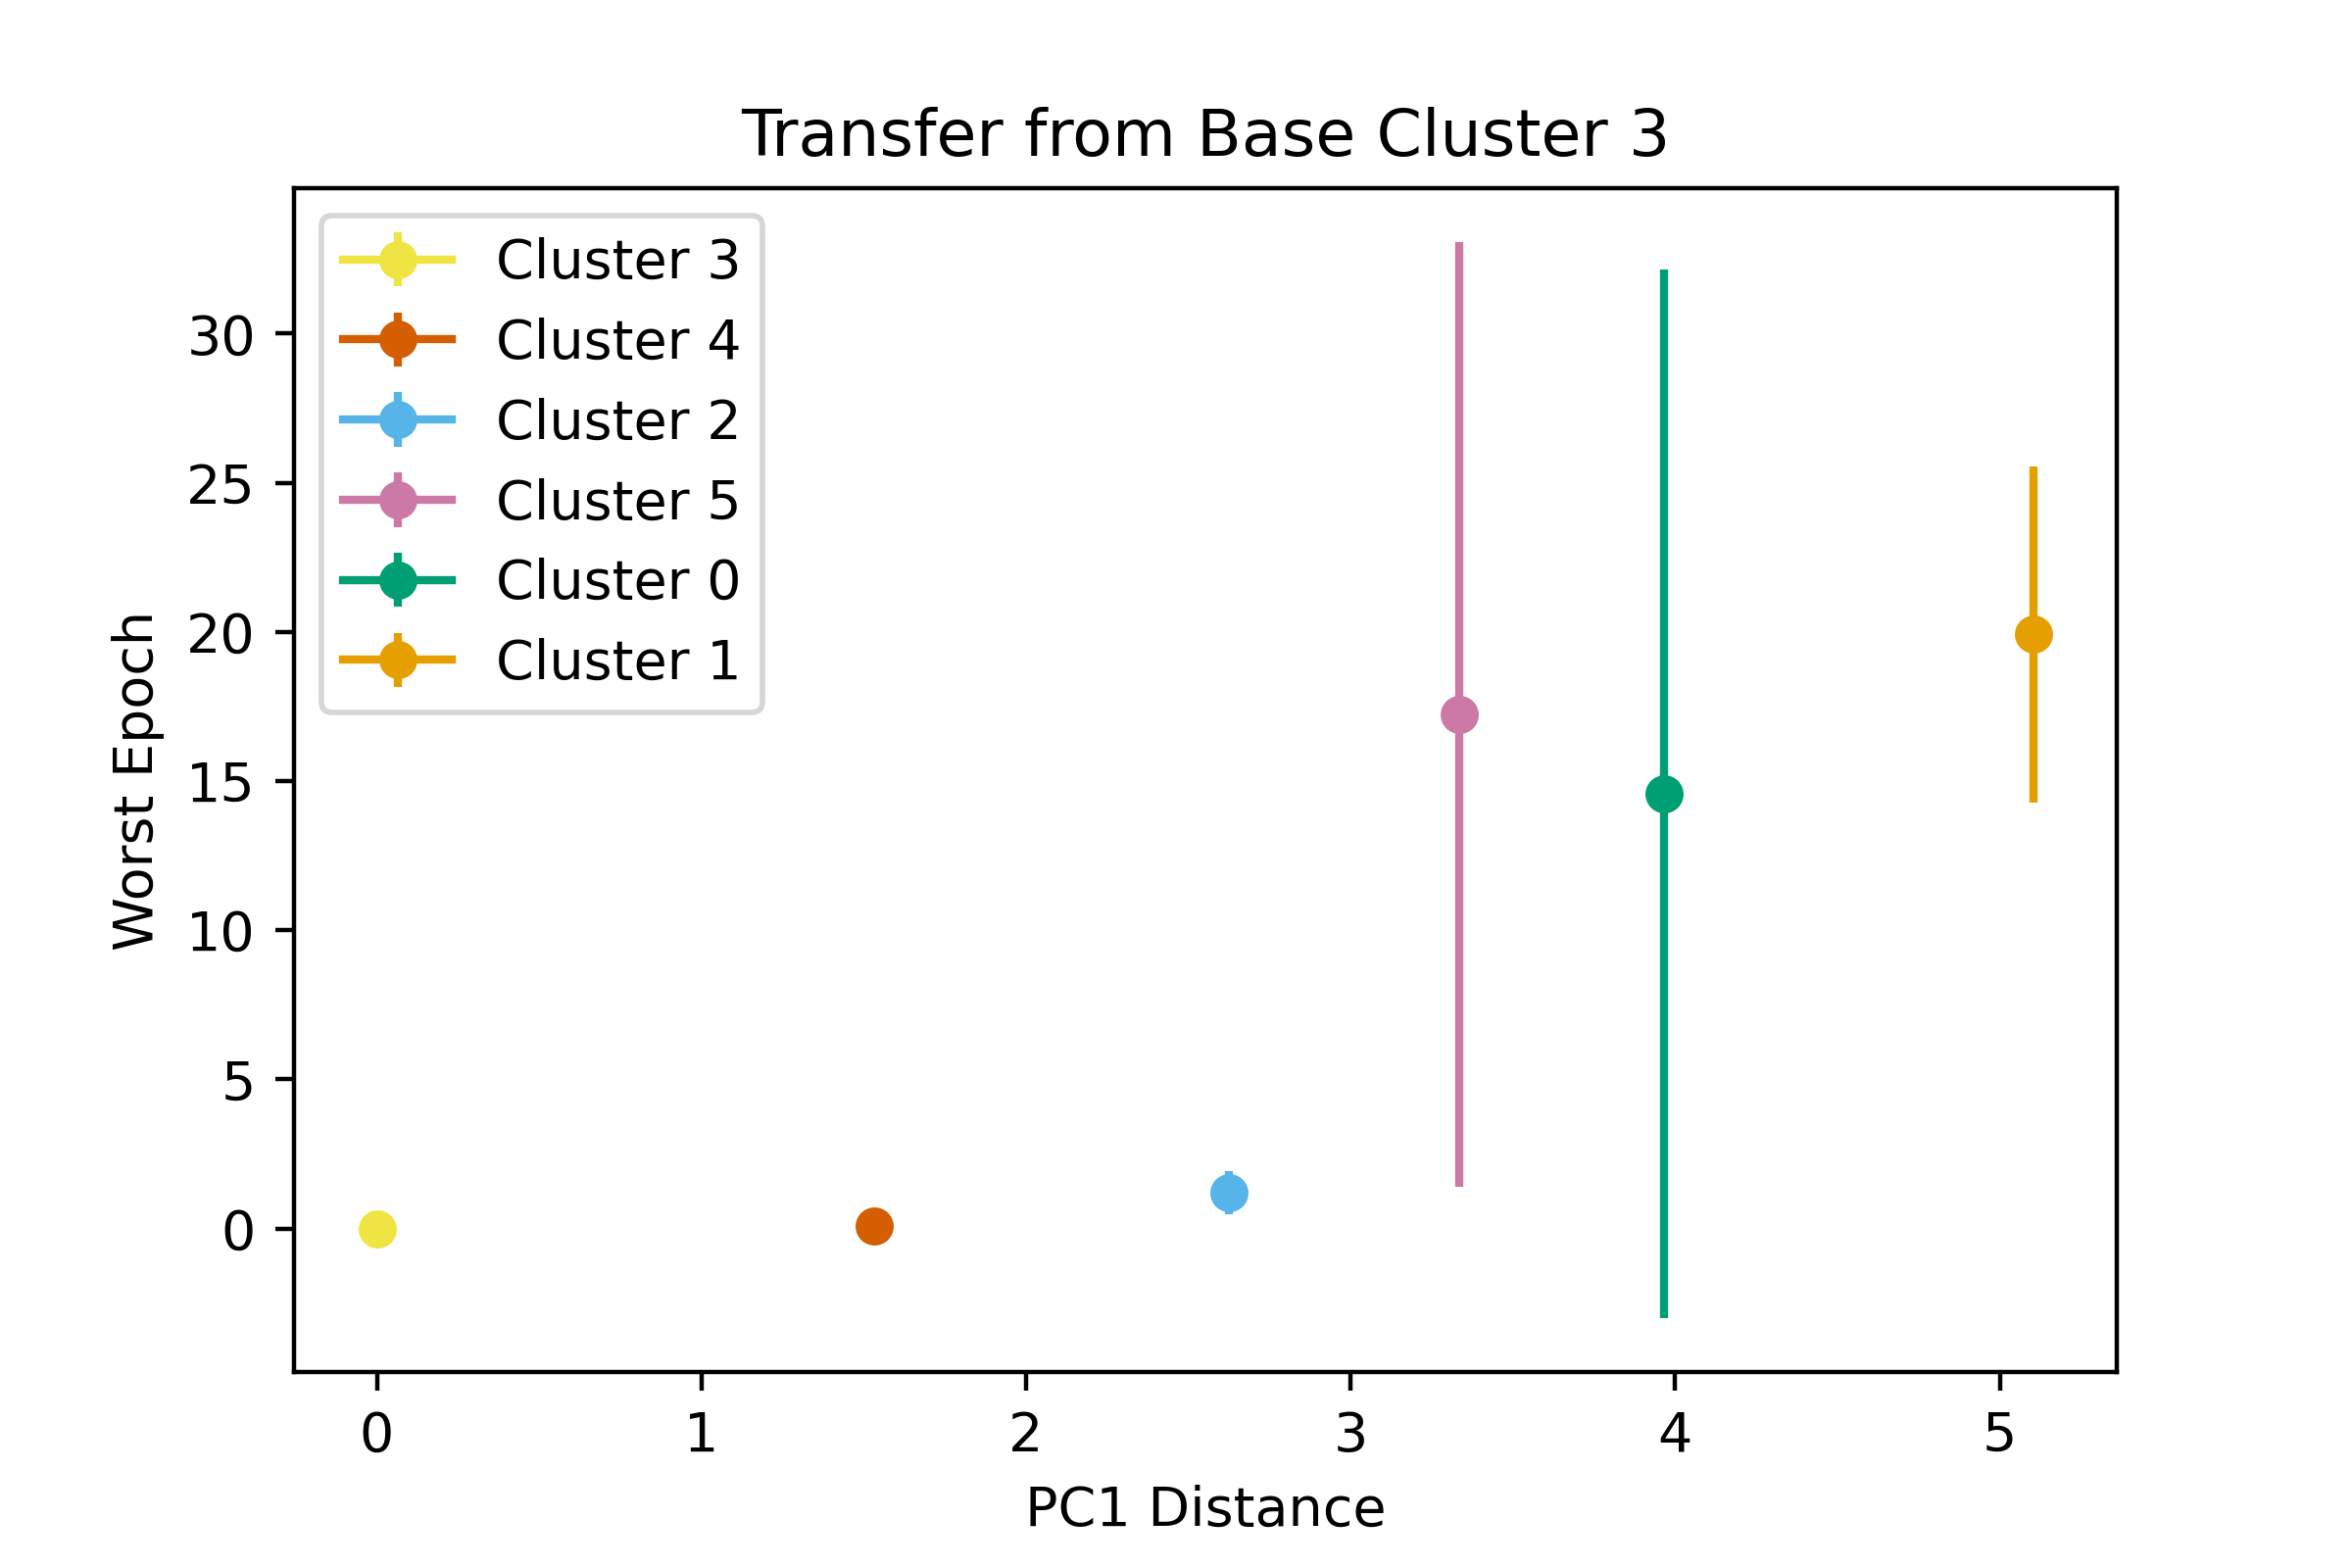 Transfer from Base Cluster 3
Cluster 3
Cluster 4
Cluster 2
Cluster 5
Cluster 0
Cluster 1
Worst Epoch
30
25
20
15
10
5
0
0 1 2 3 4 5
PC1 Distance